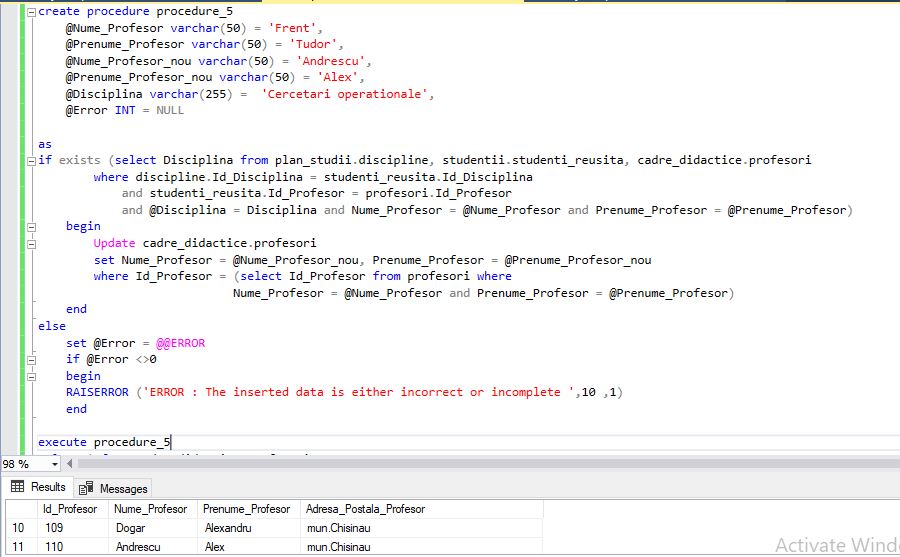 create procedure procedure_5
@Nume_Profesor varchar(50) = 'Frent',
@Prenume_Profesor varchar(50) = 'Tudor',
@Nume_Profesor_nou varchar(50) = 'Andrescu',
@Prenume_Profesor_nou varchar(50) = 'Alex',
@Disciplina varchar(255) =  'Cercetari operationale',
@Error INT = NULL
as
if exists (select Disciplina from plan_studii.discipline, studentii.studenti_reusita, cadre_didactice.profesori
where discipline.Id_Disciplina = studenti_reusita.Id_Disciplina
and studenti_reusita.Id_Profesor = profesori.Id_Profesor
and @Disciplina = Disciplina and Nume_Profesor = @Nume_Profesor and Prenume_Profesor = @Prenume_Profesor)
begin
Update cadre_didactice.profesori
set Nume_Profesor = @Nume_Profesor_nou, Prenume_Profesor = @Prenume_Profesor_nou
where Id_Profesor = (select Id_Profesor from profesori where
Nume_Profesor = @Nume_Profesor and Prenume_Profesor = @Prenume_Profesor)
end
else
set @Error = @@ERROR
if @Error <>0
begin
RAISERROR ('ERROR : The inserted data is either incorrect or incomplete ',10 ,1)
end
execute procedure_5
98 %
Results Messages
Id_Profesor Nume_Profesor Prenume_Profesor Adresa_Postala_Profesor
10 109 Dogar Alexandru mun.Chisinau
11 110 Andrescu Alex mun.Chisinau
Activate Wind